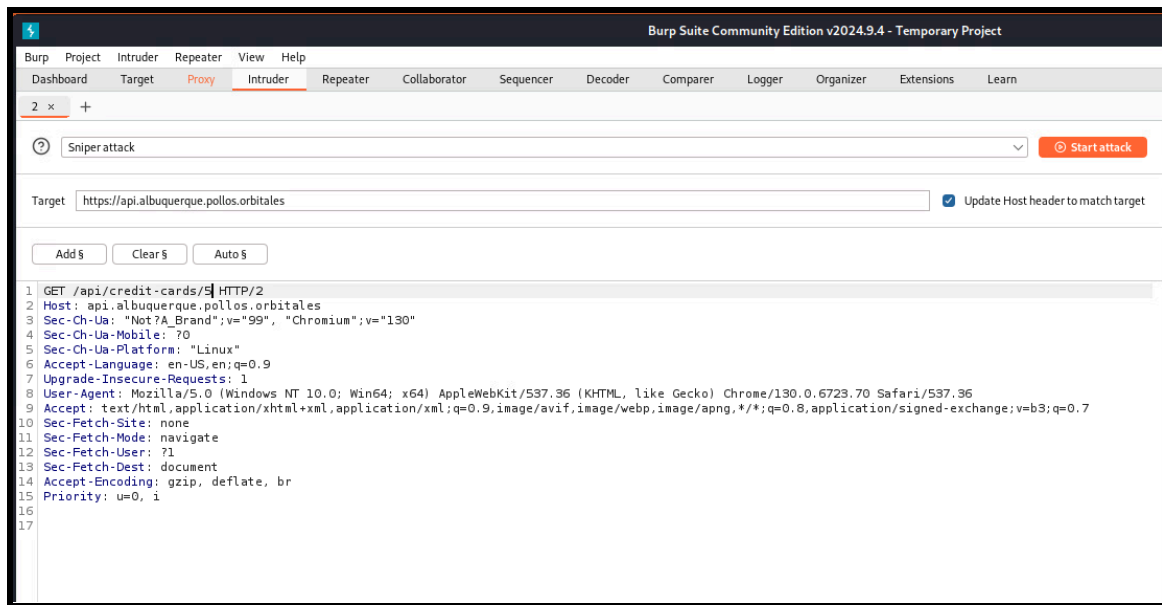 Burp Suite Community Edition v2024.9.4 - Temporary Project
Burp Project Intruder Repeater View Help
Dashboard Target Proxy Intruder Repeater Collaborator Sequencer Decoder Comparer Logger Organizer Extensions Learn
2 × +
? Sniper attack Start attack
Target https://api.albuquerque.pollos.orbitales Update Host header to match target
Add § Clear § Auto §
1 GET /api/credit-cards/5 HTTP/2
2 Host: api.albuquerque.pollos.orbitales
3 Sec-Ch-Ua: "Not?A_Brand";v="99", "Chromium";v="130"
4 Sec-Ch-Ua-Mobile: ?0
5 Sec-Ch-Ua-Platform: "Linux"
6 Accept-Language: en-US,en;q=0.9
7 Upgrade-Insecure-Requests: 1
8 User-Agent: Mozilla/5.0 (Windows NT 10.0; Win64; x64) AppleWebKit/537.36 (KHTML, like Gecko) Chrome/130.0.6723.70 Safari/537.36
9 Accept: text/html,application/xhtml+xml,application/xml;q=0.9,image/avif,image/webp,image/apng,*/*;q=0.8,application/signed-exchange;v=b3;q=0.7
10 Sec-Fetch-Site: none
11 Sec-Fetch-Mode: navigate
12 Sec-Fetch-User: ?1
13 Sec-Fetch-Dest: document
14 Accept-Encoding: gzip, deflate, br
15 Priority: u=0, i
16
17